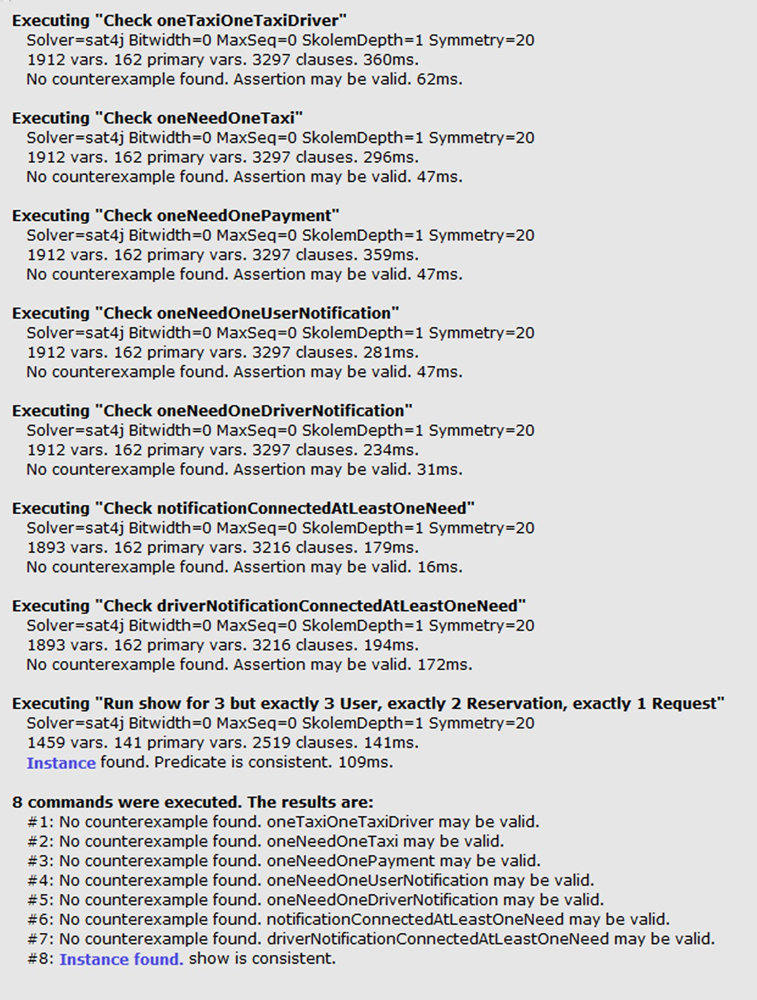 Executing "Check oneTaxiOneTaxiDriver"
Solver=sat4j Bitwidth=0 MaxSeq=0 SkolemDepth=1 Symmetry=20
1912 vars. 162 primary vars. 3297 clauses. 360ms.
No counterexample found. Assertion may be valid. 62ms.
Executing "Check oneNeedOneTaxi"
Solver=sat4j Bitwidth=0 MaxSeq=0 SkolemDepth=1 Symmetry=20
1912 vars. 162 primary vars. 3297 clauses. 296ms.
No counterexample found. Assertion may be valid. 47ms.
Executing "Check oneNeedOnePayment"
Solver=sat4j Bitwidth=0 MaxSeq=0 SkolemDepth=1 Symmetry=20
1912 vars. 162 primary vars. 3297 clauses. 359ms.
No counterexample found. Assertion may be valid. 47ms.
Executing "Check oneNeedOneUserNotification"
Solver=sat4j Bitwidth=0 MaxSeq=0 SkolemDepth=1 Symmetry=20
1912 vars. 162 primary vars. 3297 clauses. 281ms.
No counterexample found. Assertion may be valid. 47ms.
Executing "Check oneNeedOneDriverNotification"
Solver=sat4j Bitwidth=0 MaxSeq=0 SkolemDepth=1 Symmetry=20
1912 vars. 162 primary vars. 3297 clauses. 234ms.
No counterexample found. Assertion may be valid. 31ms.
Executing "Check notificationConnectedAtLeastOneNeed"
Solver=sat4j Bitwidth=0 MaxSeq=0 SkolemDepth=1 Symmetry=20
1893 vars. 162 primary vars. 3216 clauses. 179ms.
No counterexample found. Assertion may be valid. 16ms.
Executing "Check driverNotificationConnectedAtLeastOneNeed"
Solver=sat4j Bitwidth=0 MaxSeq=0 SkolemDepth=1 Symmetry=20
1893 vars. 162 primary vars. 3216 clauses. 194ms.
No counterexample found. Assertion may be valid. 172ms.
Executing "Run show for 3 but exactly 3 User, exactly 2 Reservation, exactly 1 Request"
Solver=sat4j Bitwidth=0 MaxSeq=0 SkolemDepth=1 Symmetry=20
1459 vars. 141 primary vars. 2519 clauses. 141ms.
Instance found. Predicate is consistent. 109ms.
8 commands were executed. The results are:
#1: No counterexample found. oneTaxiOneTaxiDriver may be valid.
#2: No counterexample found. oneNeedOneTaxi may be valid.
#3: No counterexample found. oneNeedOnePayment may be valid.
#4: No counterexample found. oneNeedOneUserNotification may be valid.
#5: No counterexample found. oneNeedOneDriverNotification may be valid.
#6: No counterexample found. notificationConnectedAtLeastOneNeed may be valid.
#7: No counterexample found. driverNotificationConnectedAtLeastOneNeed may be valid.
#8: Instance found. show is consistent.